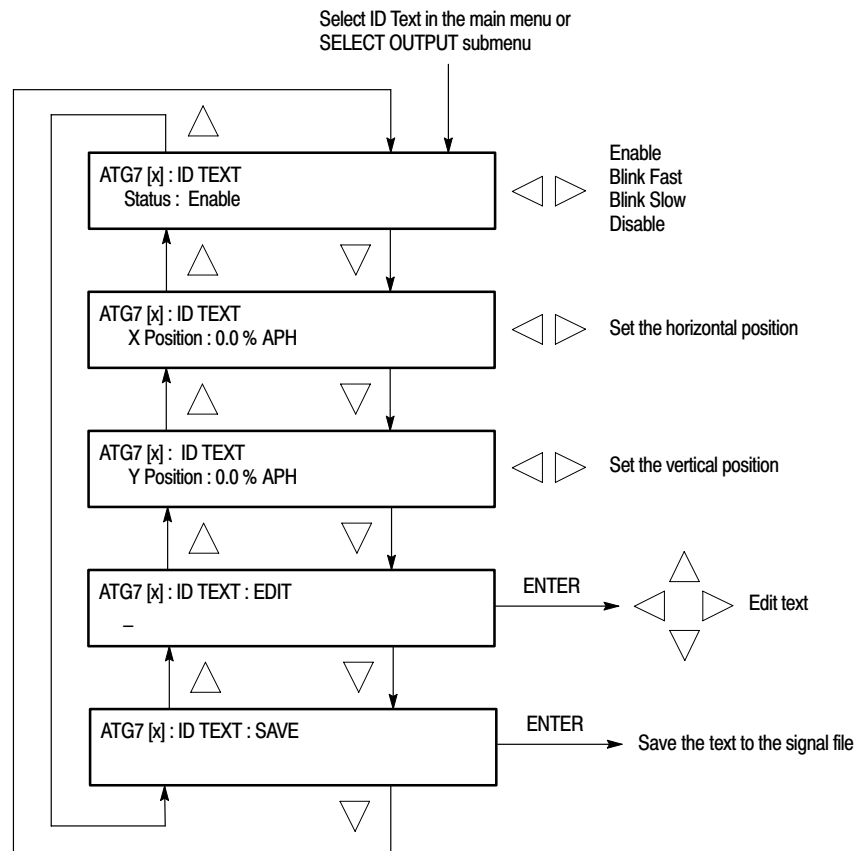 Select ID Text in the main menu or
SELECT OUTPUT submenu
ATG7 [x] : ID TEXT
Status : Enable
Enable
Blink Fast
Blink Slow
Disable
ATG7 [x] : ID TEXT
X Position : 0.0 % APH
Set the horizontal position
ATG7 [x] : ID TEXT
Y Position : 0.0 % APH
Set the vertical position
ATG7 [x] : ID TEXT : EDIT
_
ENTER
Edit text
ATG7 [x] : ID TEXT : SAVE
ENTER
Save the text to the signal file